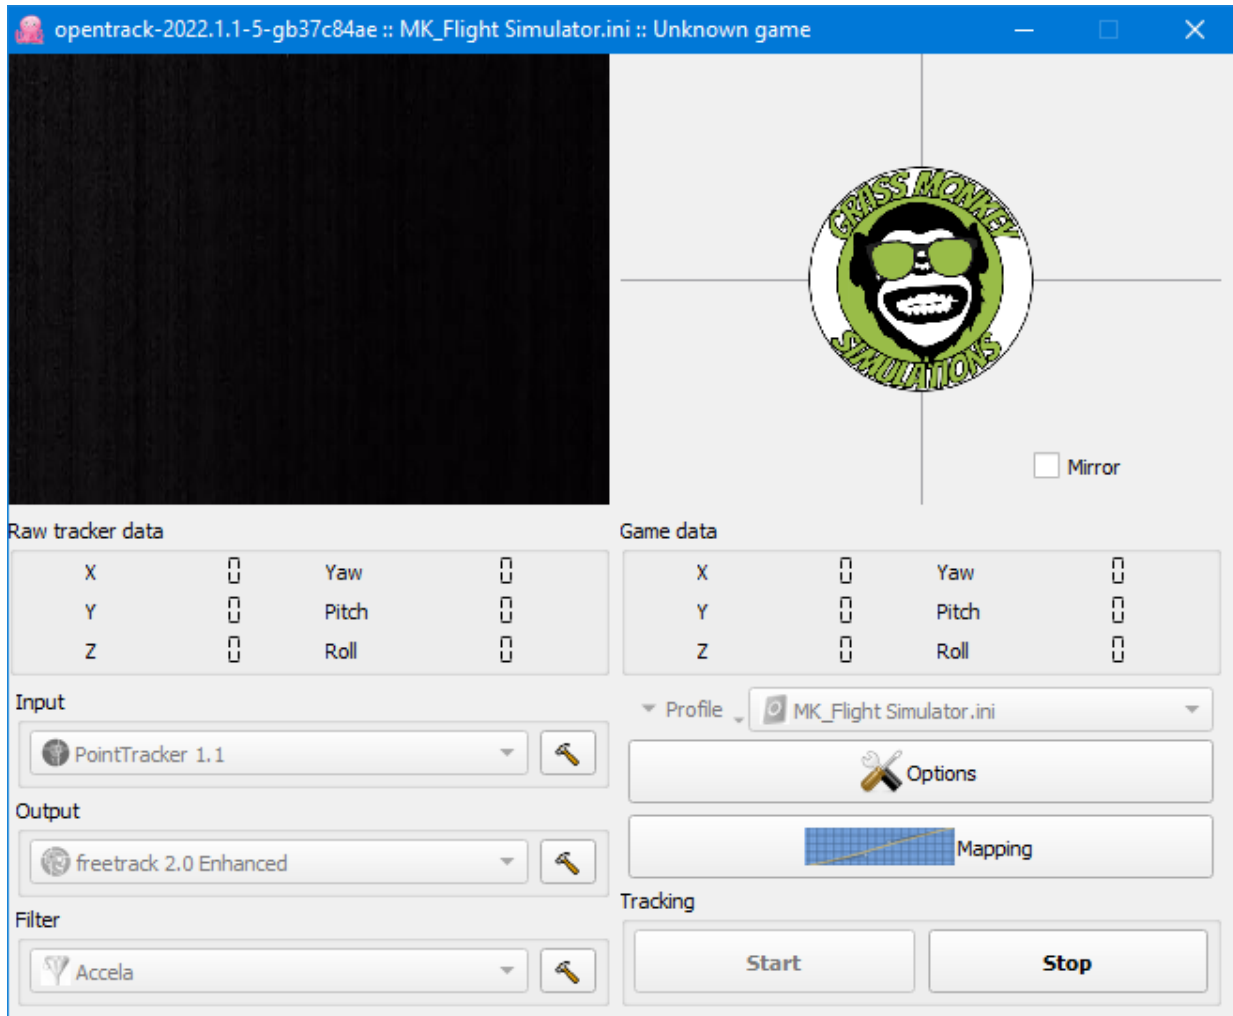 opentrack-2022.1.1-5-gb37c84ae :: MK_Flight Simulator.ini :: Unknown game
GRASS MONKEY
SIMULATIONS
Mirror
Raw tracker data
X 0 Yaw 0
Y 0 Pitch 0
Z 0 Roll 0
Game data
X 0 Yaw 0
Y 0 Pitch 0
Z 0 Roll 0
Input
PointTracker 1.1
Output
freetrack 2.0 Enhanced
Filter
Accela
Profile MK_Flight Simulator.ini
Options
Mapping
Tracking
Start Stop